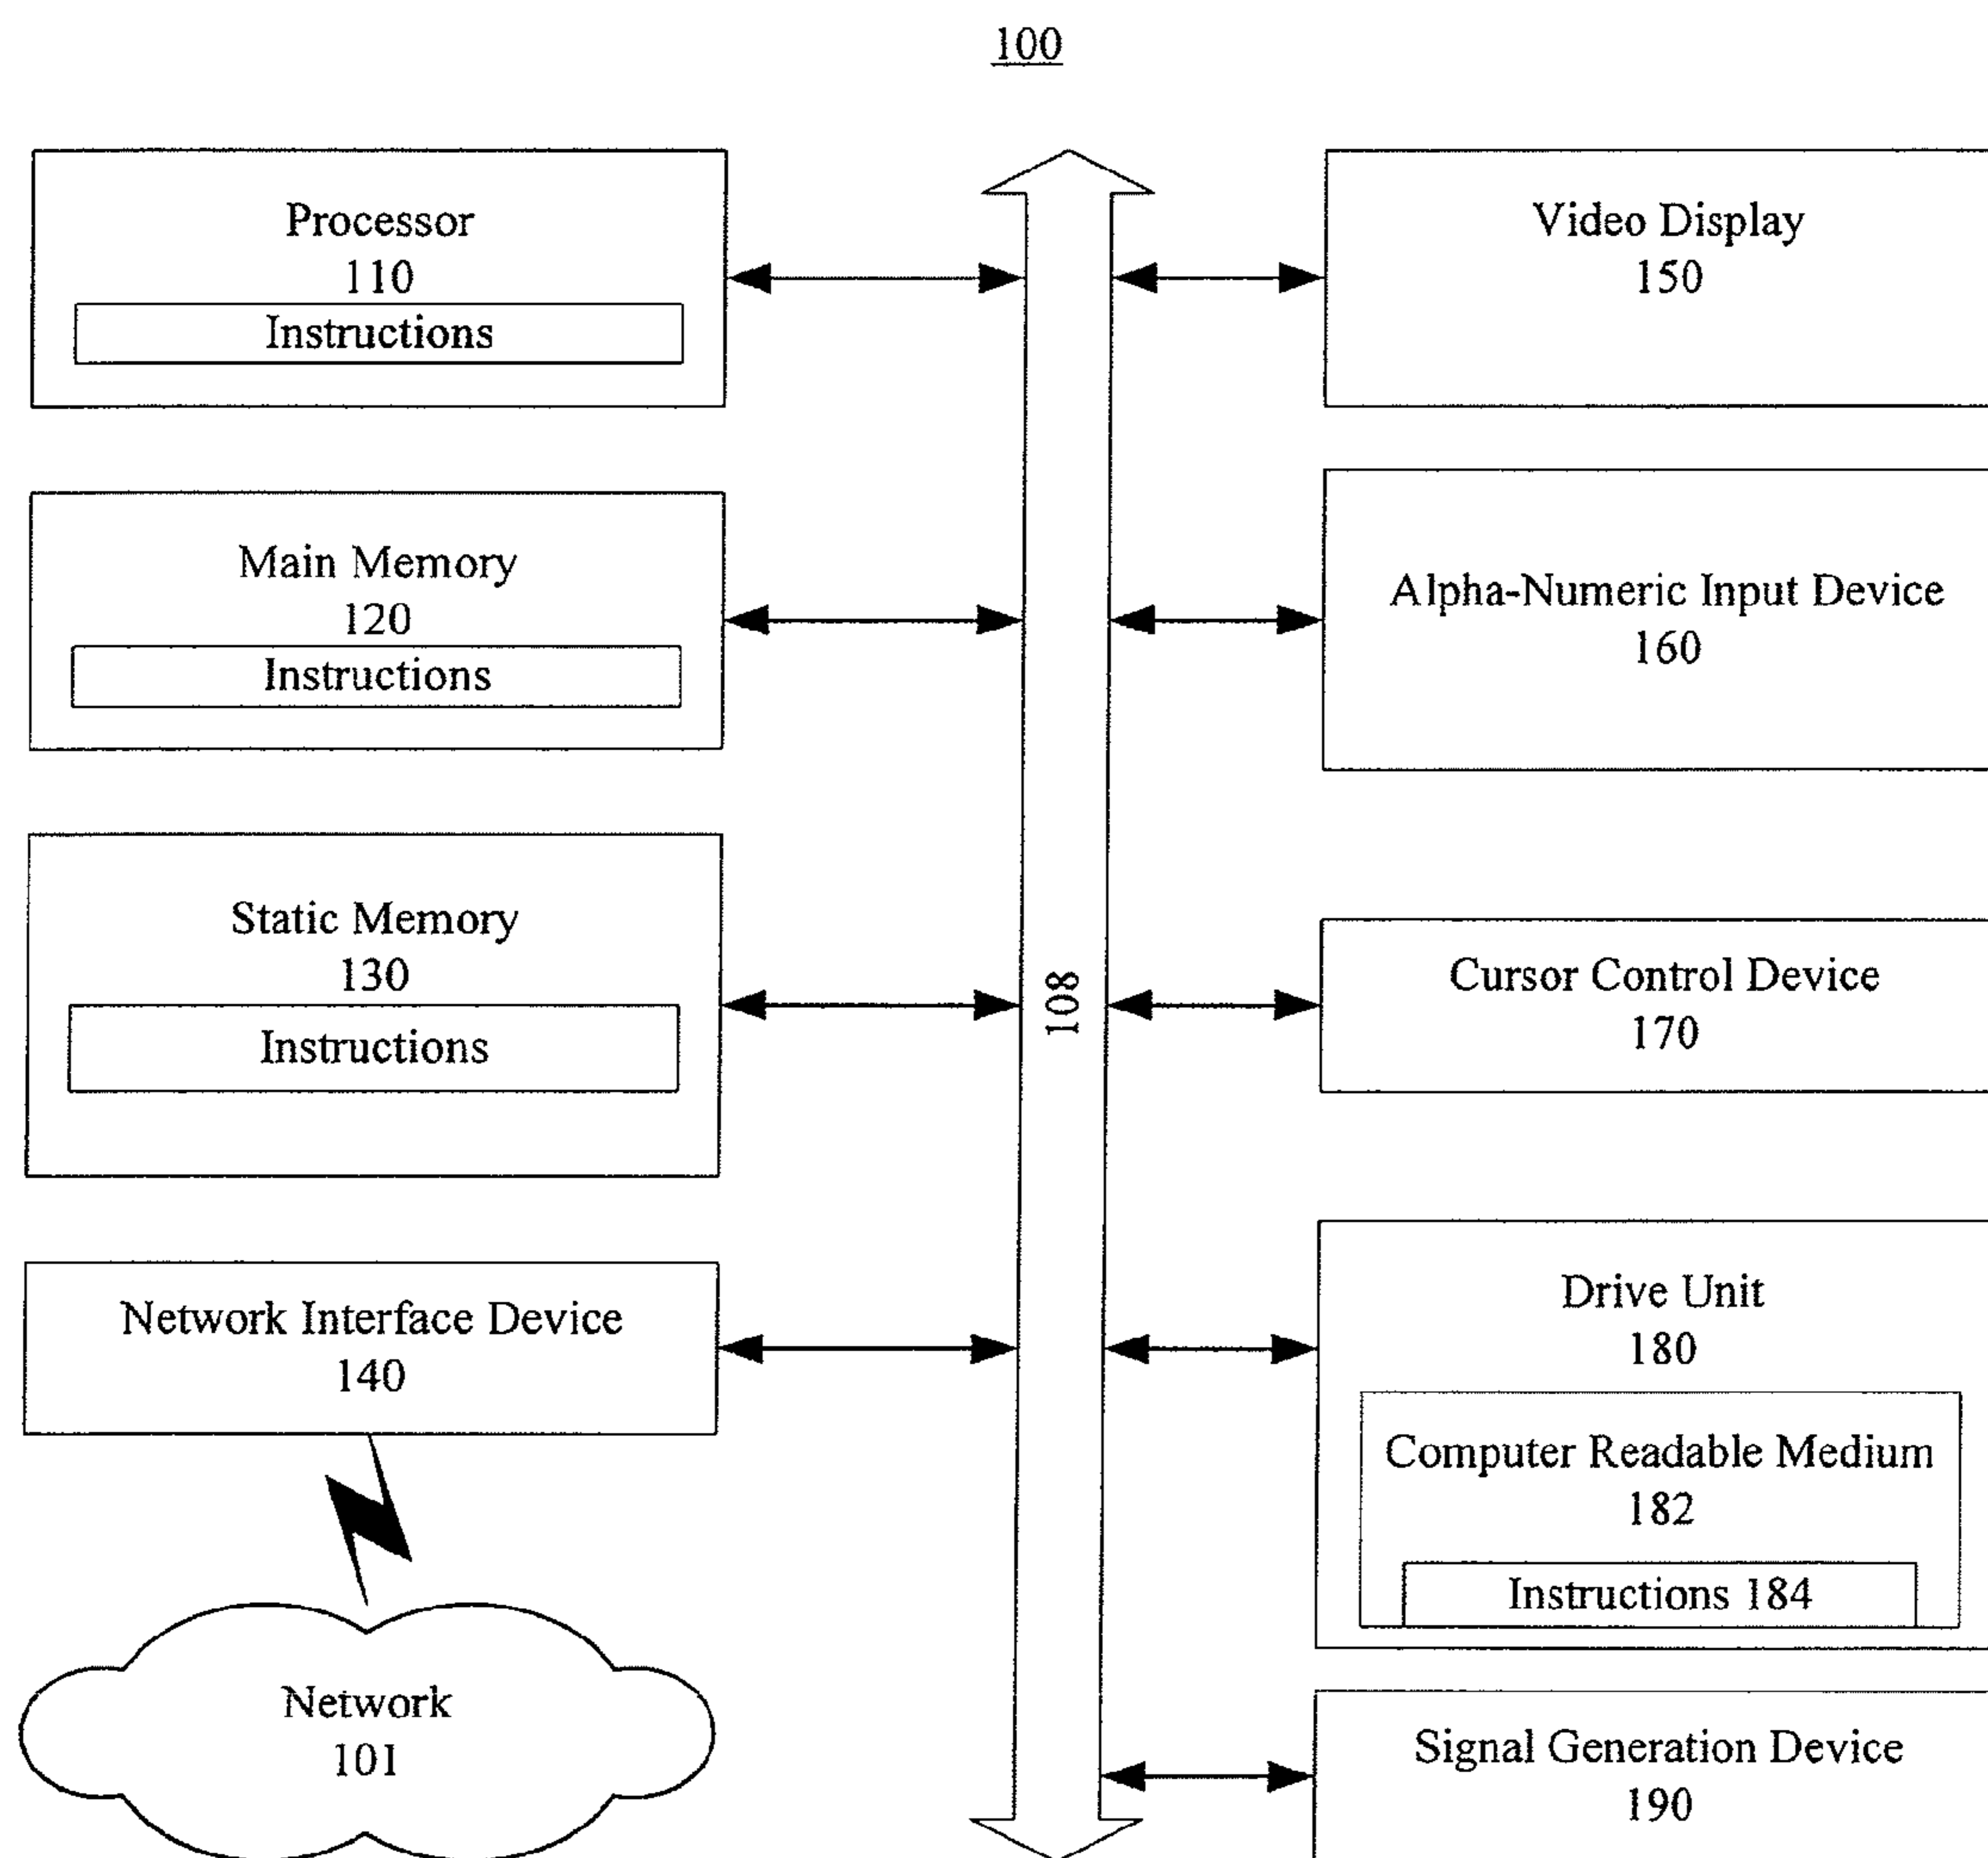 100
Processor
110
Instructions
Main Memory
120
Instructions
Static Memory
130
Instructions
Network Interface Device
140
Network
101
108
Video Display
150
Alpha-Numeric Input Device
160
Cursor Control Device
170
Drive Unit
180
Computer Readable Medium
182
Instructions 184
Signal Generation Device
190